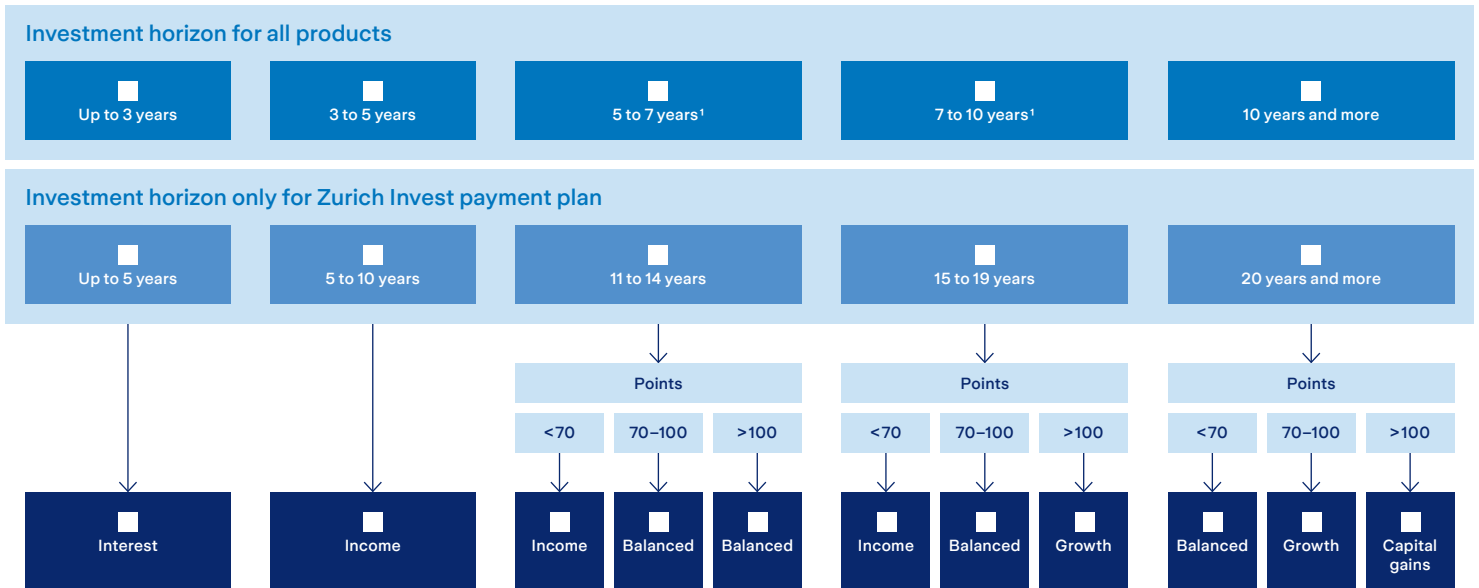 Investment horizon for all products
Up to 3 years
3 to 5 years
5 to 7 years¹
7 to 10 years¹
10 years and more
Investment horizon only for Zurich Invest payment plan
Up to 5 years
5 to 10 years
11 to 14 years
15 to 19 years
20 years and more
Points
Points
Points
<70
70–100
>100
<70
70–100
>100
<70
70–100
>100
Interest
Income
Income
Balanced
Balanced
Income
Balanced
Growth
Balanced
Growth
Capital
gains